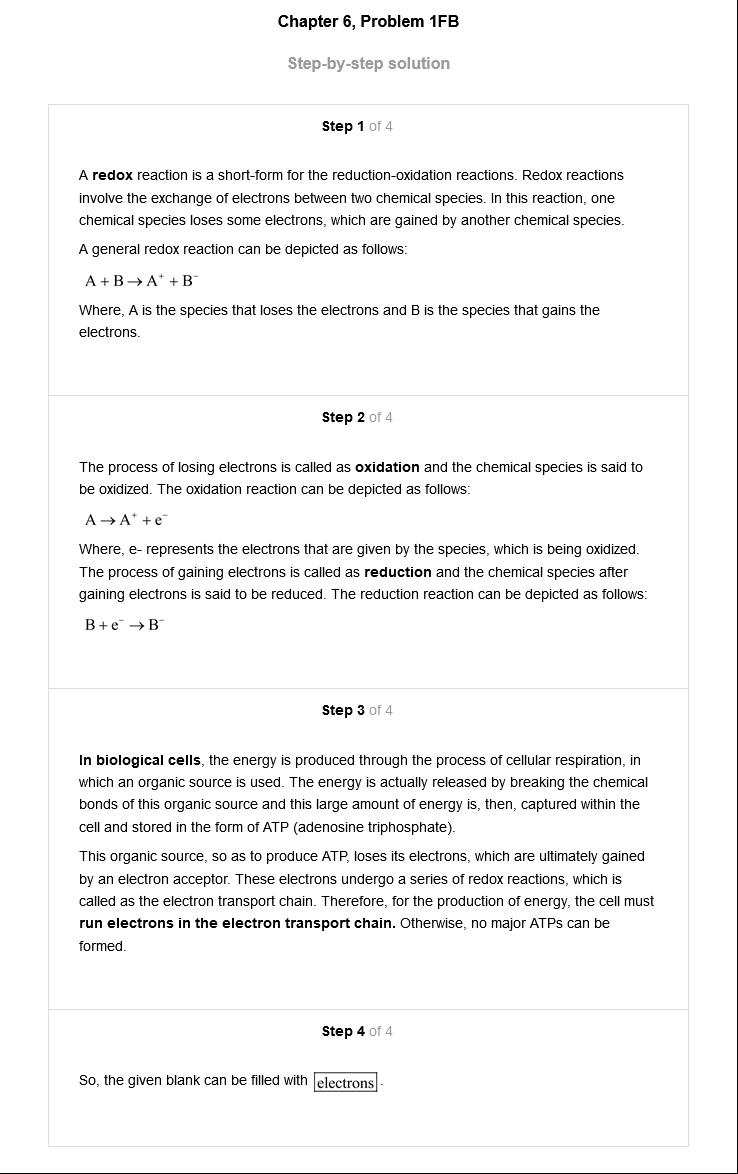 Chapter 6, Problem 1FB
Step-by-step solution
Step 1 of 4
A redox reaction is a short-form for the reduction-oxidation reactions. Redox reactions
involve the exchange of electrons between two chemical species. In this reaction, one
chemical species loses some electrons, which are gained by another chemical species.
A general redox reaction can be depicted as follows:
A + B → A⁺ + B⁻
Where, A is the species that loses the electrons and B is the species that gains the
electrons.
Step 2 of 4
The process of losing electrons is called as oxidation and the chemical species is said to
be oxidized. The oxidation reaction can be depicted as follows:
A → A⁺ + e⁻
Where, e- represents the electrons that are given by the species, which is being oxidized.
The process of gaining electrons is called as reduction and the chemical species after
gaining electrons is said to be reduced. The reduction reaction can be depicted as follows:
B + e⁻ → B⁻
Step 3 of 4
In biological cells, the energy is produced through the process of cellular respiration, in
which an organic source is used. The energy is actually released by breaking the chemical
bonds of this organic source and this large amount of energy is, then, captured within the
cell and stored in the form of ATP (adenosine triphosphate).
This organic source, so as to produce ATP, loses its electrons, which are ultimately gained
by an electron acceptor. These electrons undergo a series of redox reactions, which is
called as the electron transport chain. Therefore, for the production of energy, the cell must
run electrons in the electron transport chain. Otherwise, no major ATPs can be
formed.
Step 4 of 4
So, the given blank can be filled with electrons .